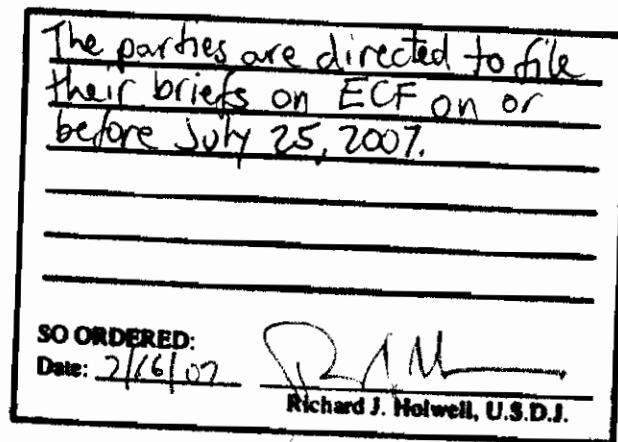 The parties are directed to file
their briefs on ECF on or
before July 25, 2007.
SO ORDERED:
Date: 7/16/07
Richard J. Holwell, U.S.D.J.